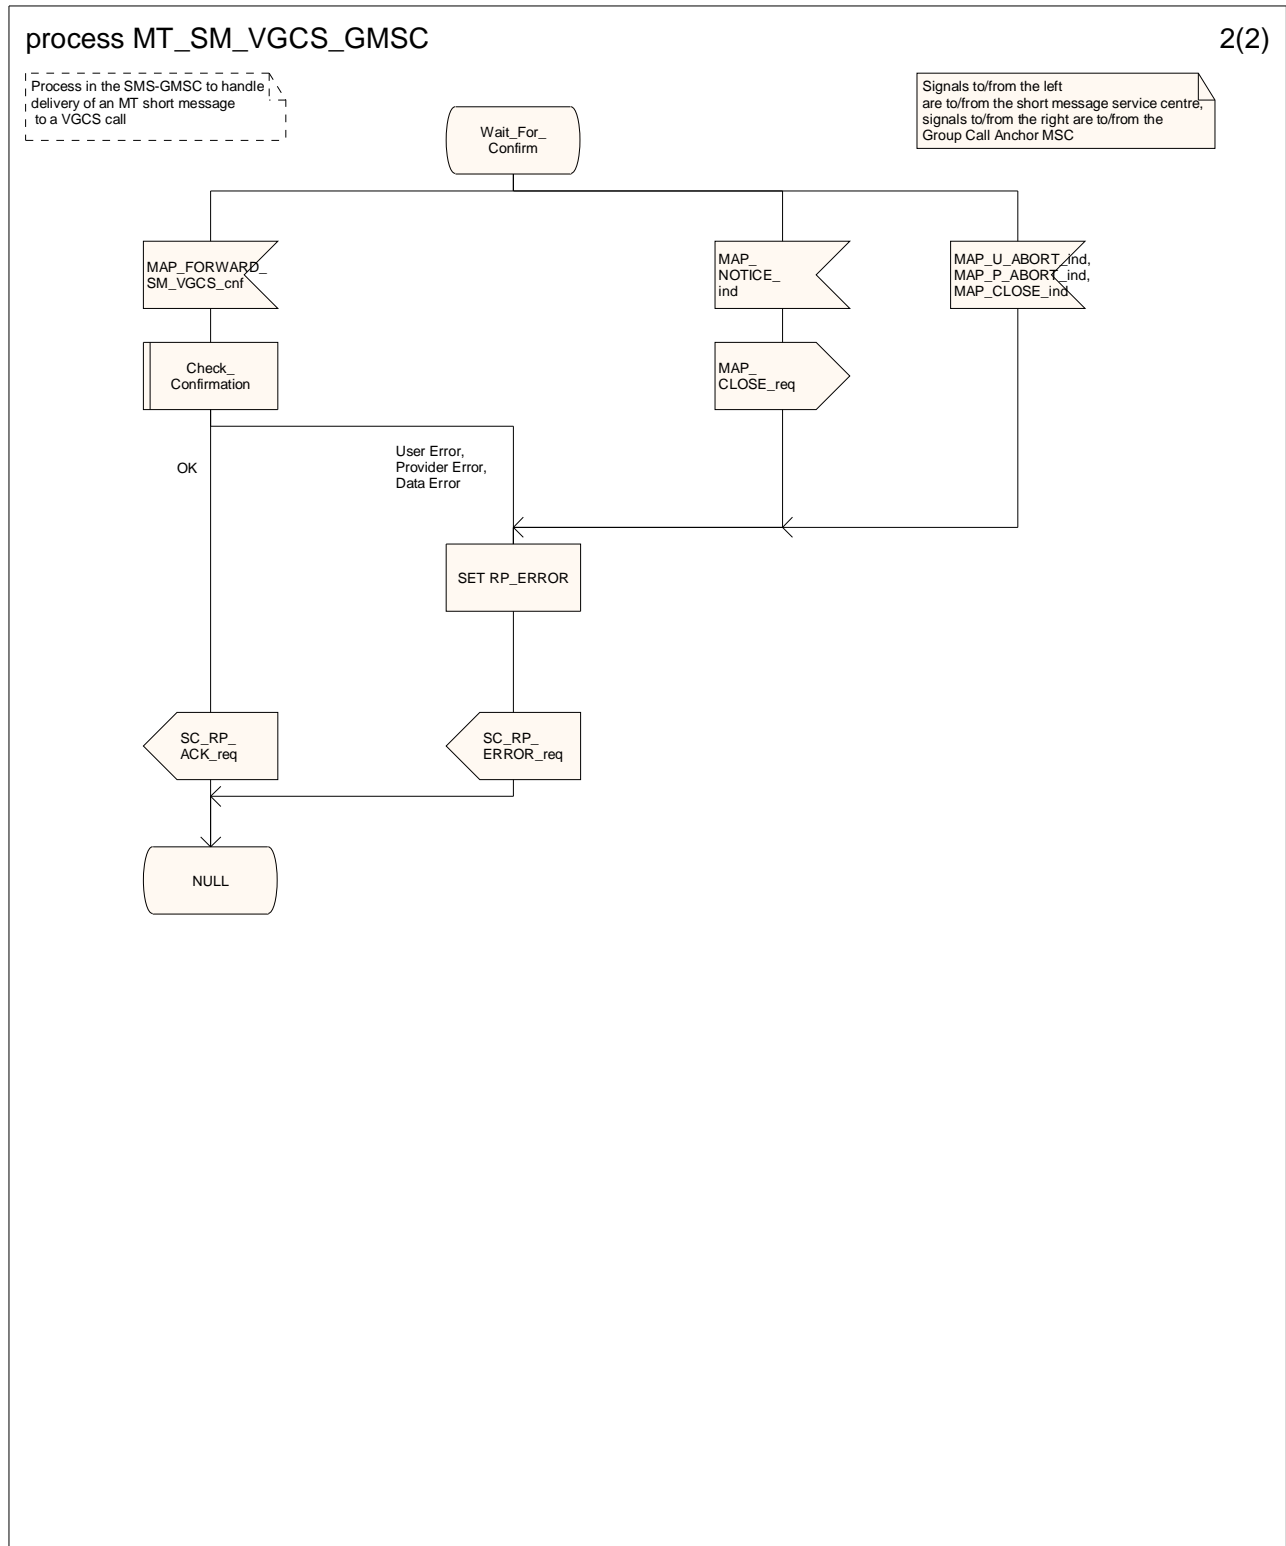 process MT_SM_VGCS_GMSC
2(2)
Process in the SMS-GMSC to handle
delivery of an MT short message
to a VGCS call
Signals to/from the left
are to/from the short message service centre,
signals to/from the right are to/from the
Group Call Anchor MSC
Wait_For_
Confirm
MAP_FORWARD_
SM_VGCS_cnf
MAP_
NOTICE_
ind
MAP_U_ABORT_ind,
MAP_P_ABORT_ind,
MAP_CLOSE_ind
Check_
Confirmation
MAP_
CLOSE_req
OK
User Error,
Provider Error,
Data Error
SET RP_ERROR
SC_RP_
ACK_req
SC_RP_
ERROR_req
NULL